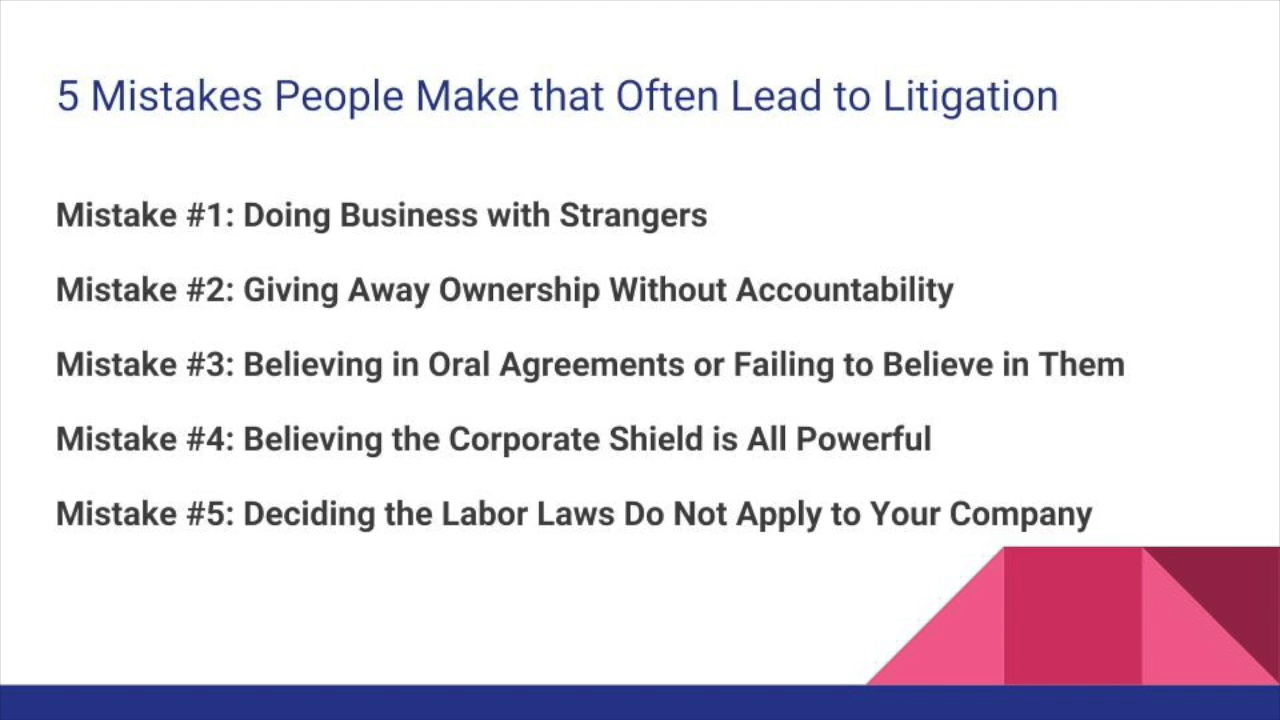 5 Mistakes People Make that Often Lead to Litigation
Mistake #1: Doing Business with Strangers
Mistake #2: Giving Away Ownership Without Accountability
Mistake #3: Believing in Oral Agreements or Failing to Believe in Them
Mistake #4: Believing the Corporate Shield is All Powerful
Mistake #5: Deciding the Labor Laws Do Not Apply to Your Company